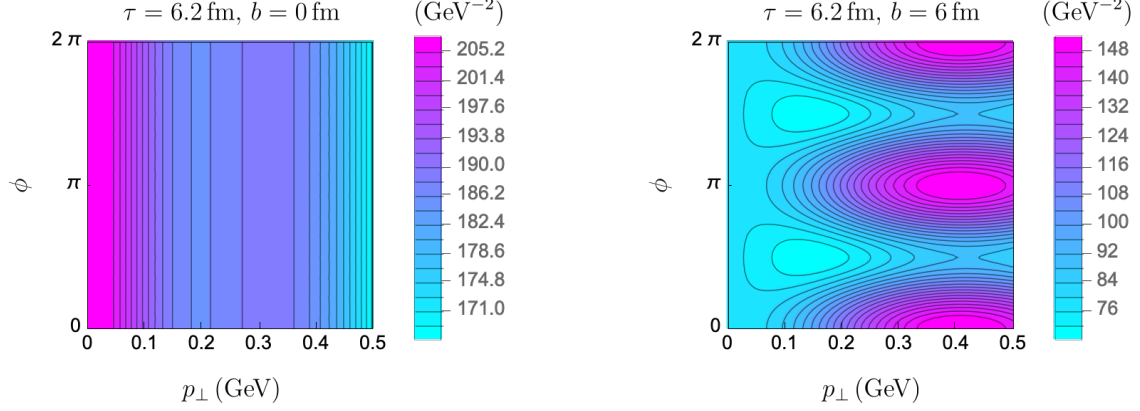 τ = 6.2 fm, b = 0 fm
(GeV⁻²)
2 π
π
0
ϕ
0 0.1 0.2 0.3 0.4 0.5
p⊥ (GeV)
205.2
201.4
197.6
193.8
190.0
186.2
182.4
178.6
174.8
171.0
τ = 6.2 fm, b = 6 fm
(GeV⁻²)
2 π
π
0
ϕ
0 0.1 0.2 0.3 0.4 0.5
p⊥ (GeV)
148
140
132
124
116
108
100
92
84
76